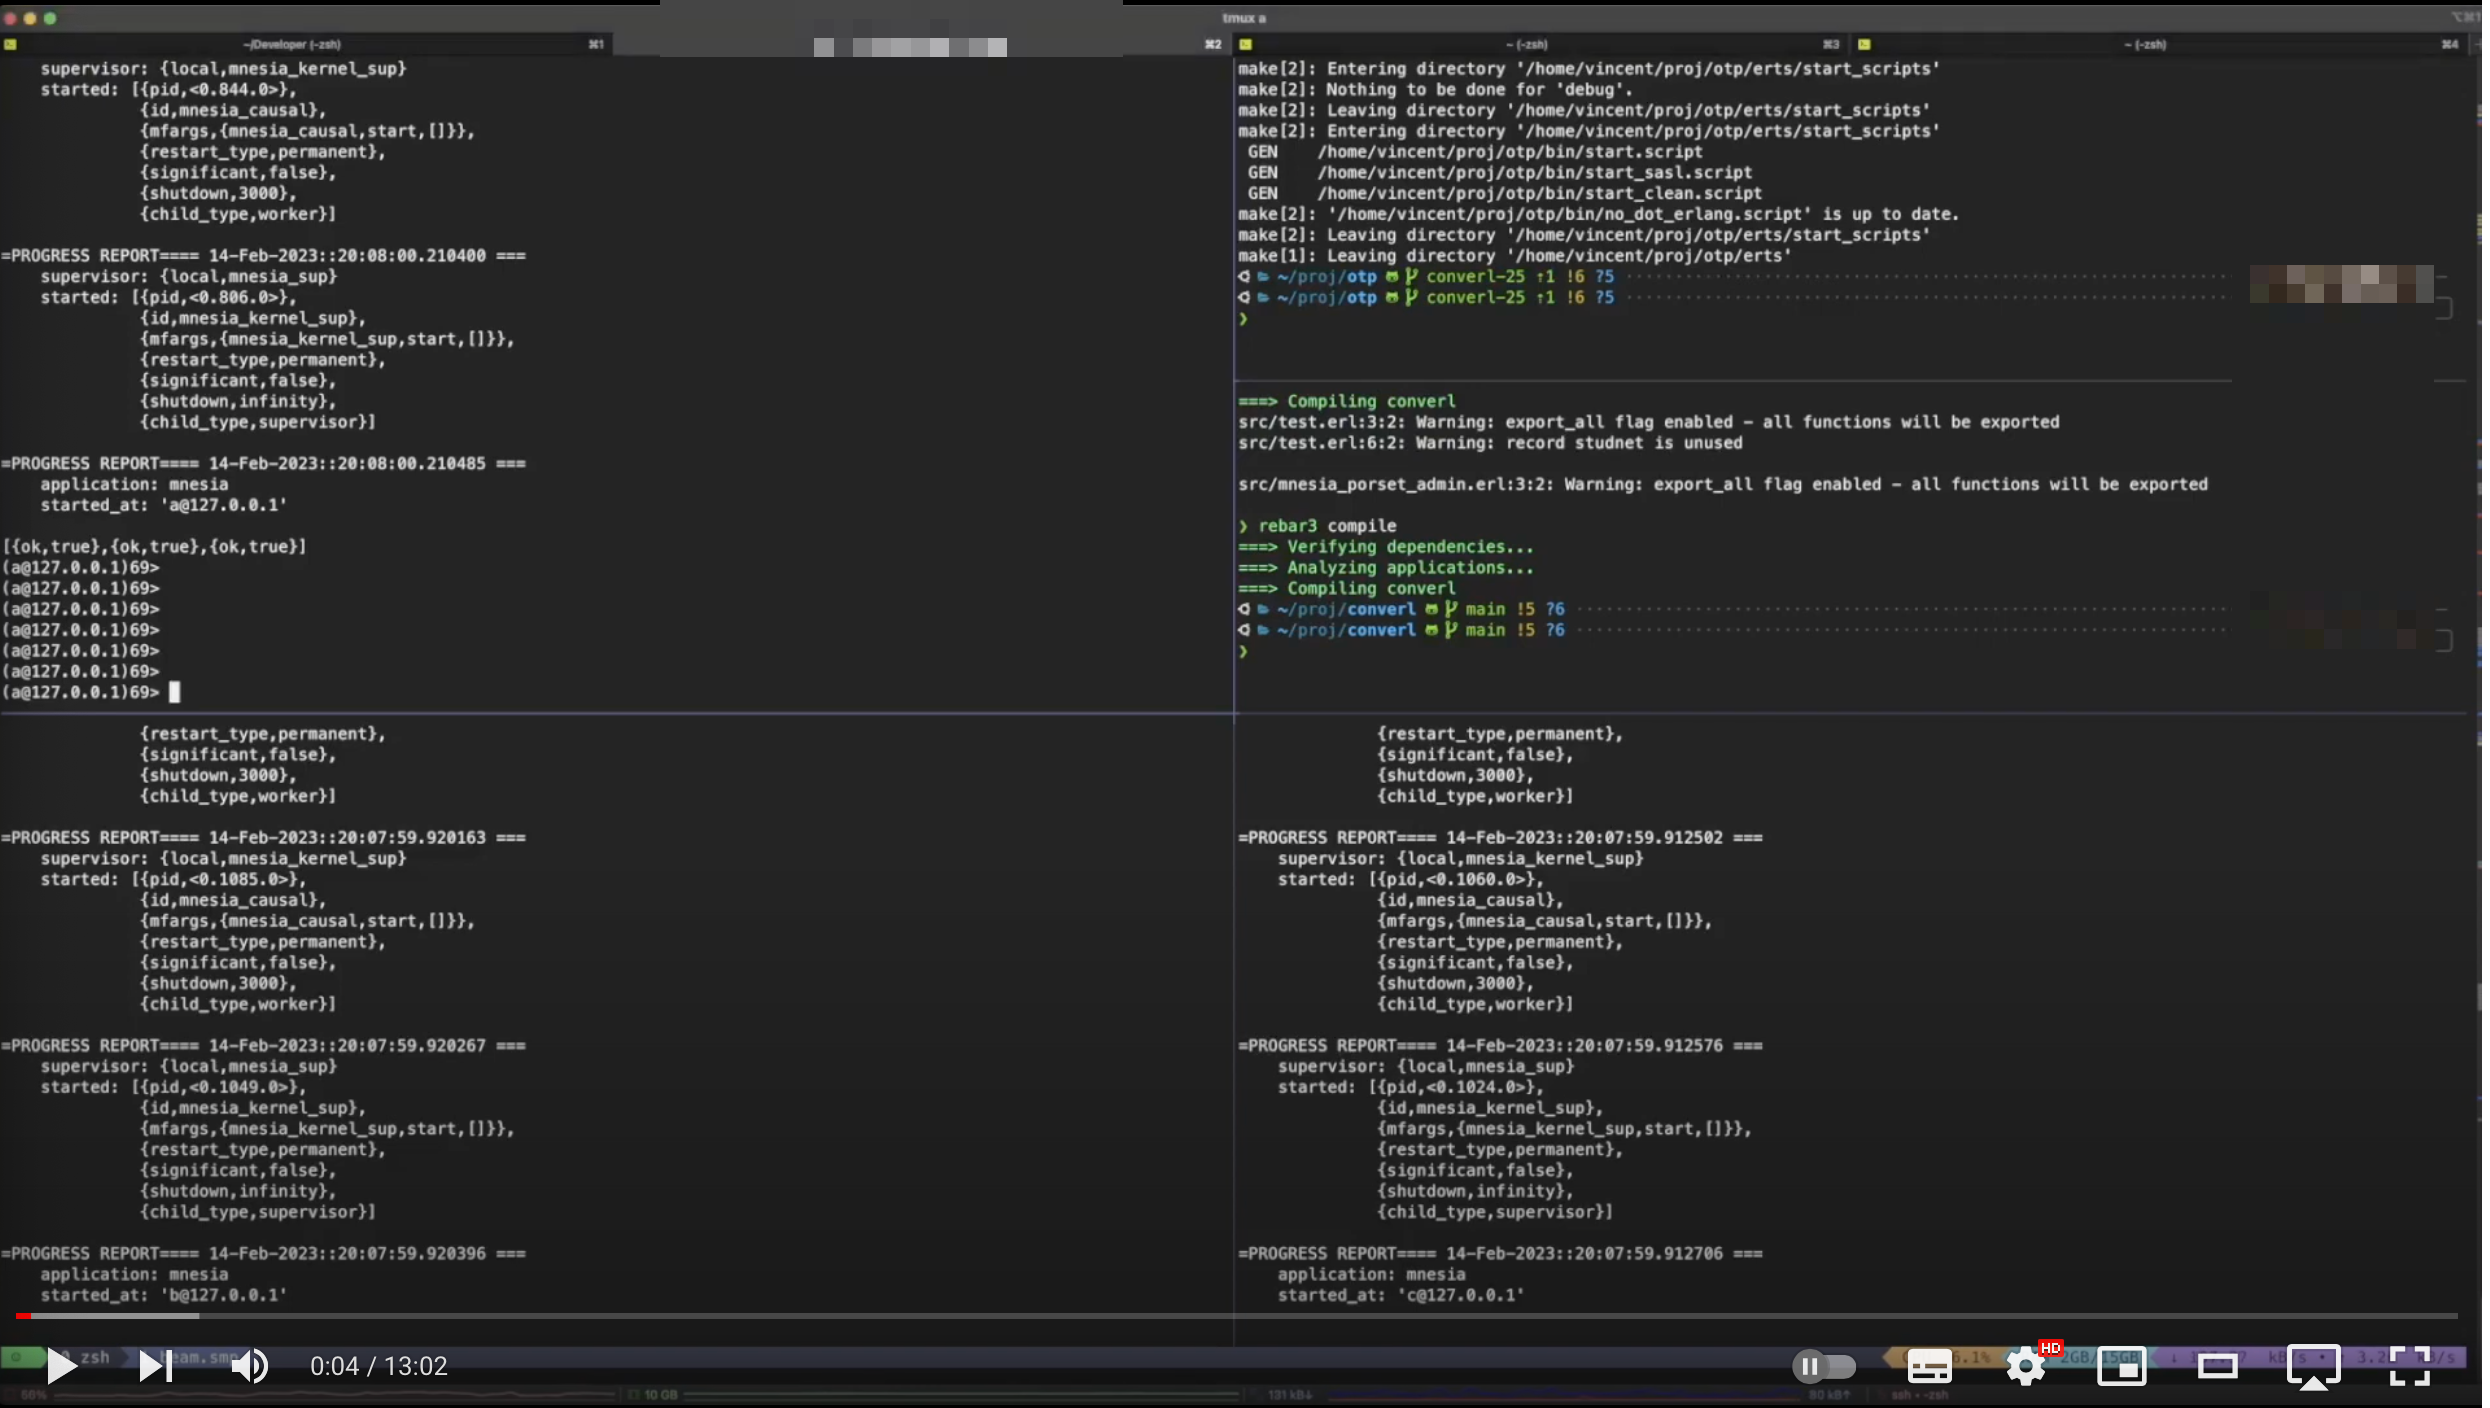 tmux a
~/Developer (-zsh) ⌘1
⌘2
~ (-zsh) ⌘3
~ (-zsh) ⌘4
supervisor: {local,mnesia_kernel_sup}
started: [{pid,<0.844.0>},
{id,mnesia_causal},
{mfargs,{mnesia_causal,start,[]}},
{restart_type,permanent},
{significant,false},
{shutdown,3000},
{child_type,worker}]
=PROGRESS REPORT==== 14-Feb-2023::20:08:00.210400 ===
supervisor: {local,mnesia_sup}
started: [{pid,<0.806.0>},
{id,mnesia_kernel_sup},
{mfargs,{mnesia_kernel_sup,start,[]}},
{restart_type,permanent},
{significant,false},
{shutdown,infinity},
{child_type,supervisor}]
=PROGRESS REPORT==== 14-Feb-2023::20:08:00.210485 ===
application: mnesia
started_at: 'a@127.0.0.1'
[{ok,true},{ok,true},{ok,true}]
(a@127.0.0.1)69>
(a@127.0.0.1)69>
(a@127.0.0.1)69>
(a@127.0.0.1)69>
(a@127.0.0.1)69>
(a@127.0.0.1)69>
(a@127.0.0.1)69>
make[2]: Entering directory '/home/vincent/proj/otp/erts/start_scripts'
make[2]: Nothing to be done for 'debug'.
make[2]: Leaving directory '/home/vincent/proj/otp/erts/start_scripts'
make[2]: Entering directory '/home/vincent/proj/otp/erts/start_scripts'
GEN /home/vincent/proj/otp/bin/start.script
GEN /home/vincent/proj/otp/bin/start_sasl.script
GEN /home/vincent/proj/otp/bin/start_clean.script
make[2]: '/home/vincent/proj/otp/bin/no_dot_erlang.script' is up to date.
make[2]: Leaving directory '/home/vincent/proj/otp/erts/start_scripts'
make[1]: Leaving directory '/home/vincent/proj/otp/erts'
~/proj/otp converl-25 ⇡1 !6 ?5
~/proj/otp converl-25 ⇡1 !6 ?5
❯
===> Compiling converl
src/test.erl:3:2: Warning: export_all flag enabled - all functions will be exported
src/test.erl:6:2: Warning: record studnet is unused
src/mnesia_porset_admin.erl:3:2: Warning: export_all flag enabled - all functions will be exported
❯ rebar3 compile
===> Verifying dependencies...
===> Analyzing applications...
===> Compiling converl
~/proj/converl main !5 ?6
~/proj/converl main !5 ?6
❯
{restart_type,permanent},
{significant,false},
{shutdown,3000},
{child_type,worker}]
=PROGRESS REPORT==== 14-Feb-2023::20:07:59.920163 ===
supervisor: {local,mnesia_kernel_sup}
started: [{pid,<0.1085.0>},
{id,mnesia_causal},
{mfargs,{mnesia_causal,start,[]}},
{restart_type,permanent},
{significant,false},
{shutdown,3000},
{child_type,worker}]
=PROGRESS REPORT==== 14-Feb-2023::20:07:59.920267 ===
supervisor: {local,mnesia_sup}
started: [{pid,<0.1049.0>},
{id,mnesia_kernel_sup},
{mfargs,{mnesia_kernel_sup,start,[]}},
{restart_type,permanent},
{significant,false},
{shutdown,infinity},
{child_type,supervisor}]
=PROGRESS REPORT==== 14-Feb-2023::20:07:59.920396 ===
application: mnesia
started_at: 'b@127.0.0.1'
{restart_type,permanent},
{significant,false},
{shutdown,3000},
{child_type,worker}]
=PROGRESS REPORT==== 14-Feb-2023::20:07:59.912502 ===
supervisor: {local,mnesia_kernel_sup}
started: [{pid,<0.1060.0>},
{id,mnesia_causal},
{mfargs,{mnesia_causal,start,[]}},
{restart_type,permanent},
{significant,false},
{shutdown,3000},
{child_type,worker}]
=PROGRESS REPORT==== 14-Feb-2023::20:07:59.912576 ===
supervisor: {local,mnesia_sup}
started: [{pid,<0.1024.0>},
{id,mnesia_kernel_sup},
{mfargs,{mnesia_kernel_sup,start,[]}},
{restart_type,permanent},
{significant,false},
{shutdown,infinity},
{child_type,supervisor}]
=PROGRESS REPORT==== 14-Feb-2023::20:07:59.912706 ===
application: mnesia
started_at: 'c@127.0.0.1'
zsh
0:04 / 13:02
HD
2GB/15GB
10 GB
131 kB↓
80 kB↑
ssh • -zsh